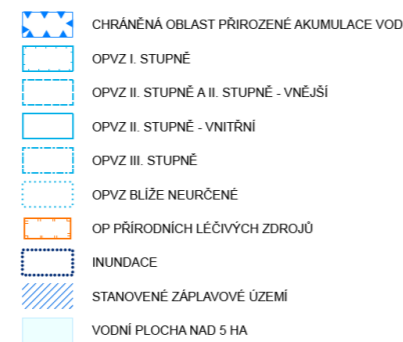 CHRÁNĚNÁ OBLAST PŘIROZENÉ AKUMULACE VOD
OPVZ I. STUPNĚ
OPVZ II. STUPNĚ A II. STUPNĚ - VNĚJŠÍ
OPVZ II. STUPNĚ - VNITŘNÍ
OPVZ III. STUPNĚ
OPVZ BLÍŽE NEURČENÉ
OP PŘÍRODNÍCH LÉČIVÝCH ZDROJŮ
INUNDACE
STANOVENÉ ZÁPLAVOVÉ ÚZEMÍ
VODNÍ PLOCHA NAD 5 HA